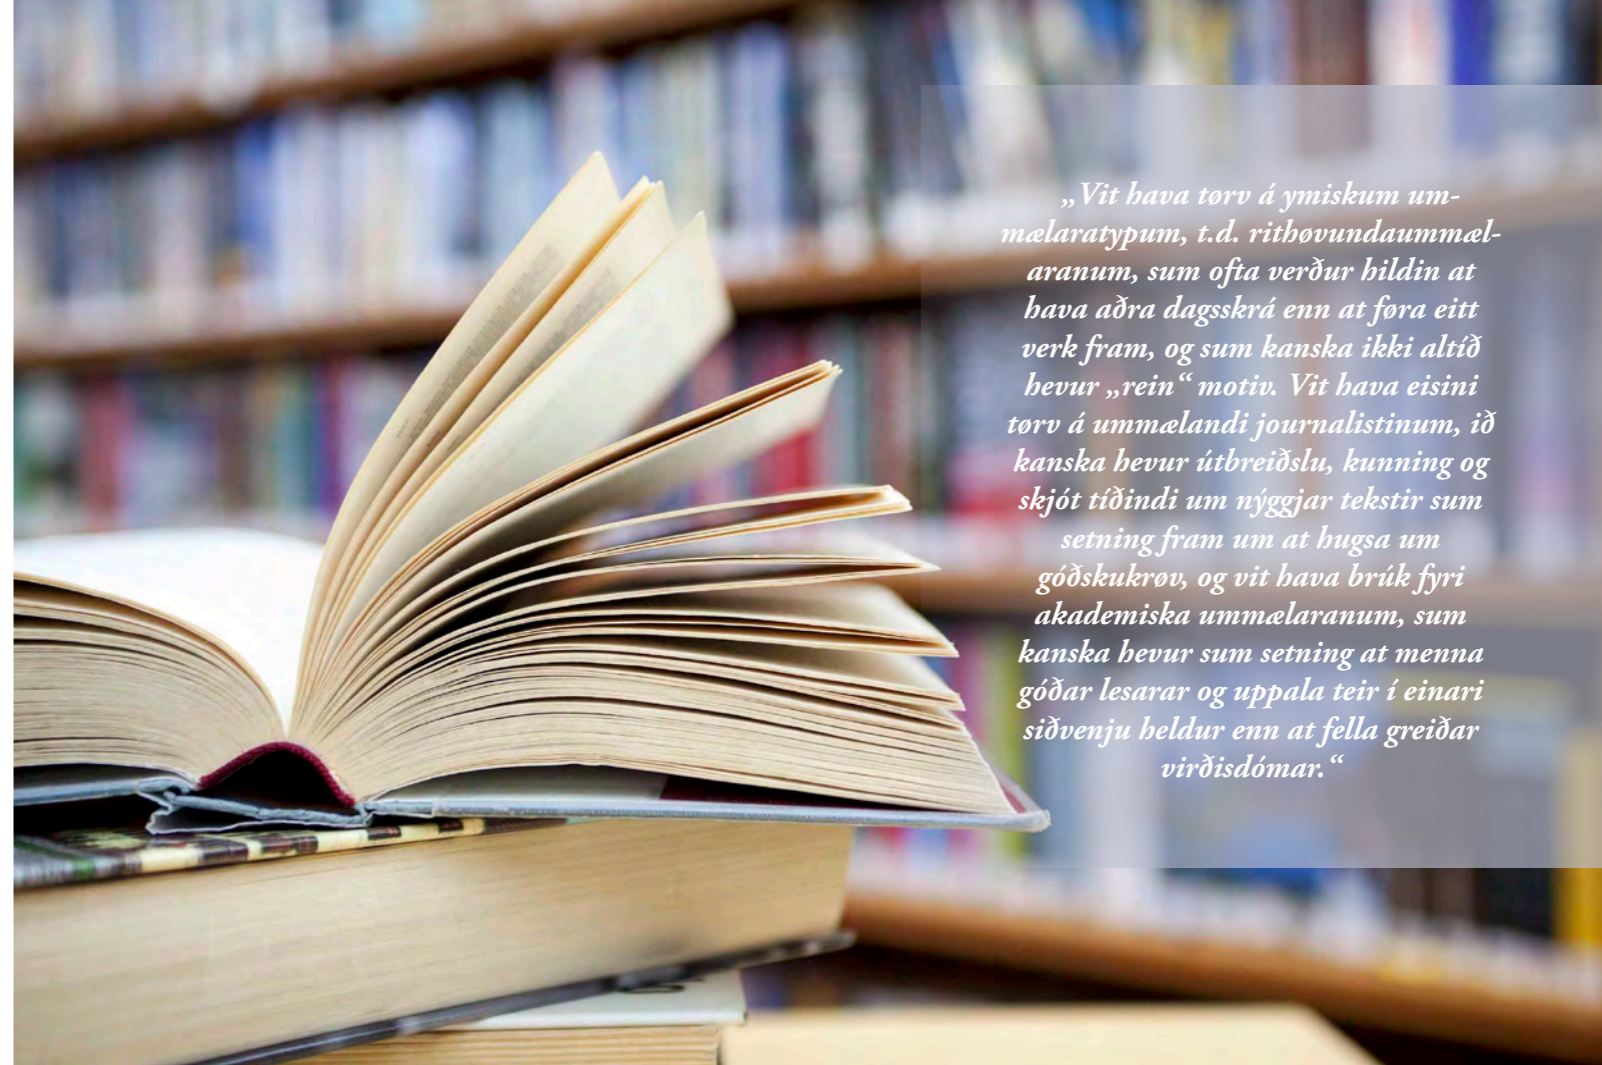 „Vit hava tørv á ymiskum um-
mælaratypum, t.d. rithøvundaummæl-
aranum, sum ofta verður hildin at
hava aðra dagsskrá enn at føra eitt
verk fram, og sum kanska ikki altíð
hevur „rein“ motiv. Vit hava eisini
tørv á ummælandi journalistinum, ið
kanska hevur útbreiðslu, kunning og
skjót tíðindi um nýggjar tekstir sum
setning fram um at hugsa um
góðskukrøv, og vit hava brúk fyri
akademiska ummælaranum, sum
kanska hevur sum setning at menna
góðar lesarar og uppala teir í einari
siðvenju heldur enn at fella greiðar
virðisdómar.“